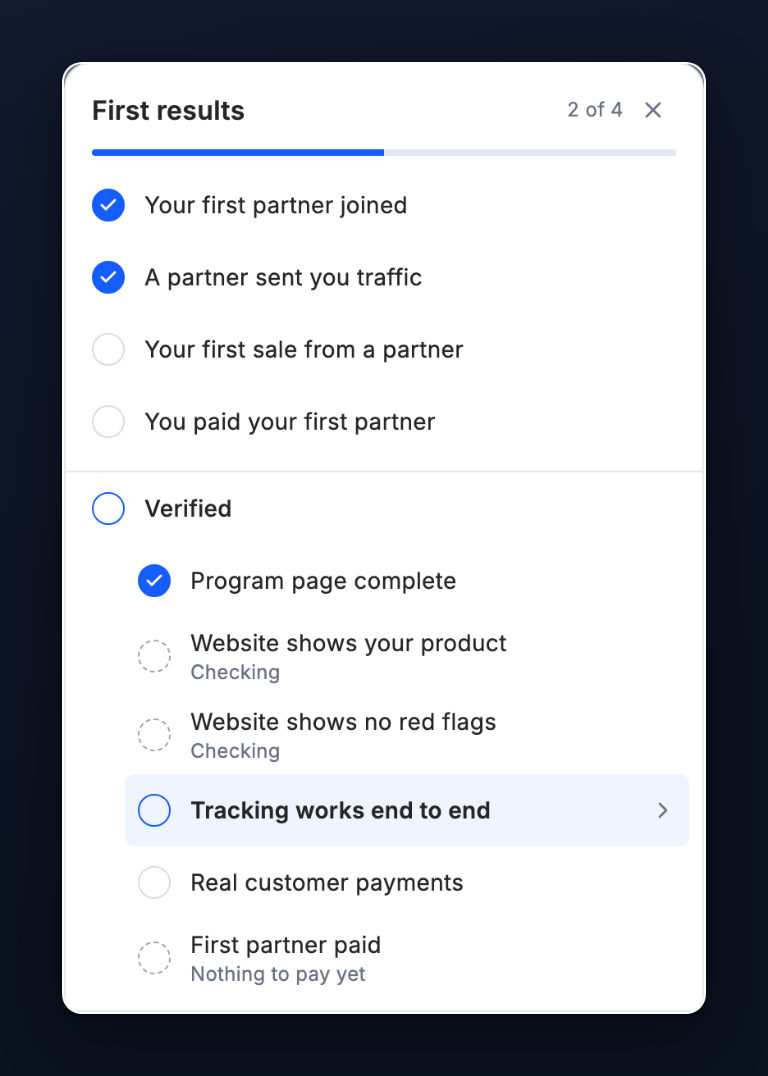 First results
2 of 4
Your first partner joined
A partner sent you traffic
Your first sale from a partner
You paid your first partner
Verified
Program page complete
Website shows your product
Checking
Website shows no red flags
Checking
Tracking works end to end
Real customer payments
First partner paid
Nothing to pay yet